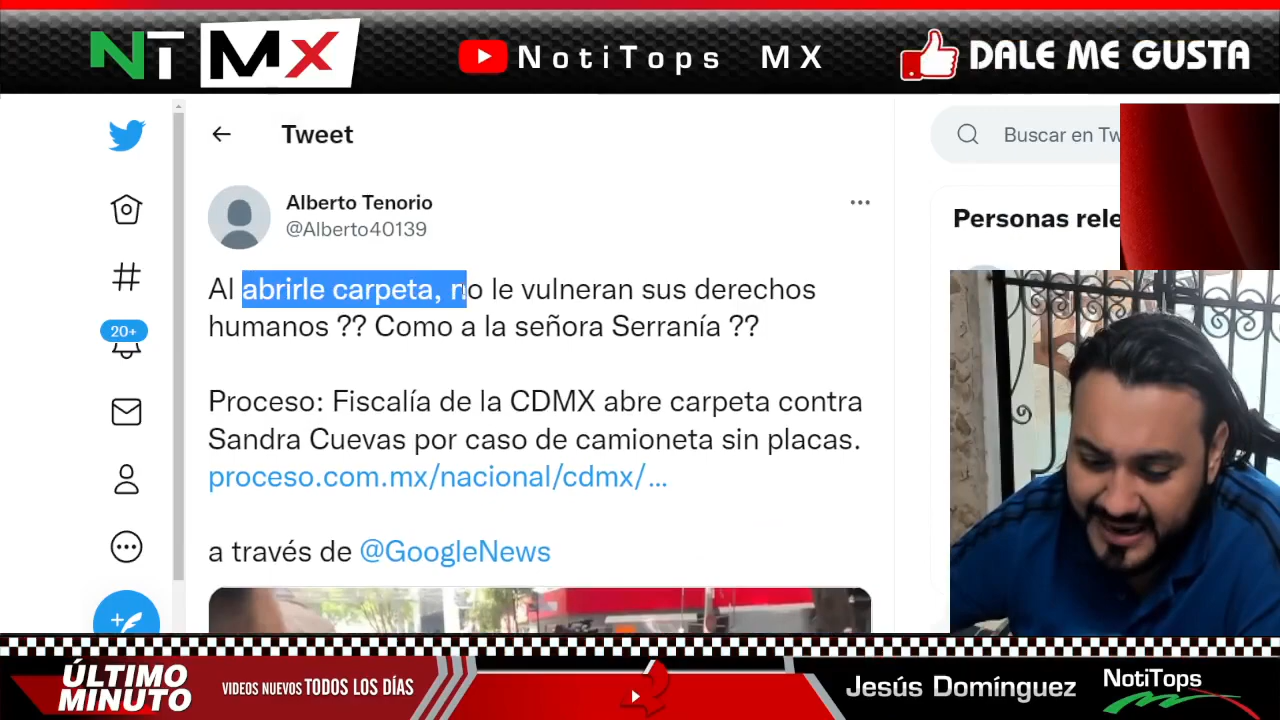 NT MX
NotiTops MX
DALE ME GUSTA
Tweet
Buscar en Tw
Alberto Tenorio
@Alberto40139
Personas rele
Al abrirle carpeta, no le vulneran sus derechos
humanos ?? Como a la señora Serranía ??
20+
Proceso: Fiscalía de la CDMX abre carpeta contra
Sandra Cuevas por caso de camioneta sin placas.
proceso.com.mx/nacional/cdmx/...
a través de @GoogleNews
ÚLTIMO
MINUTO
VIDEOS NUEVOS TODOS LOS DÍAS
Jesús Domínguez
NotiTops